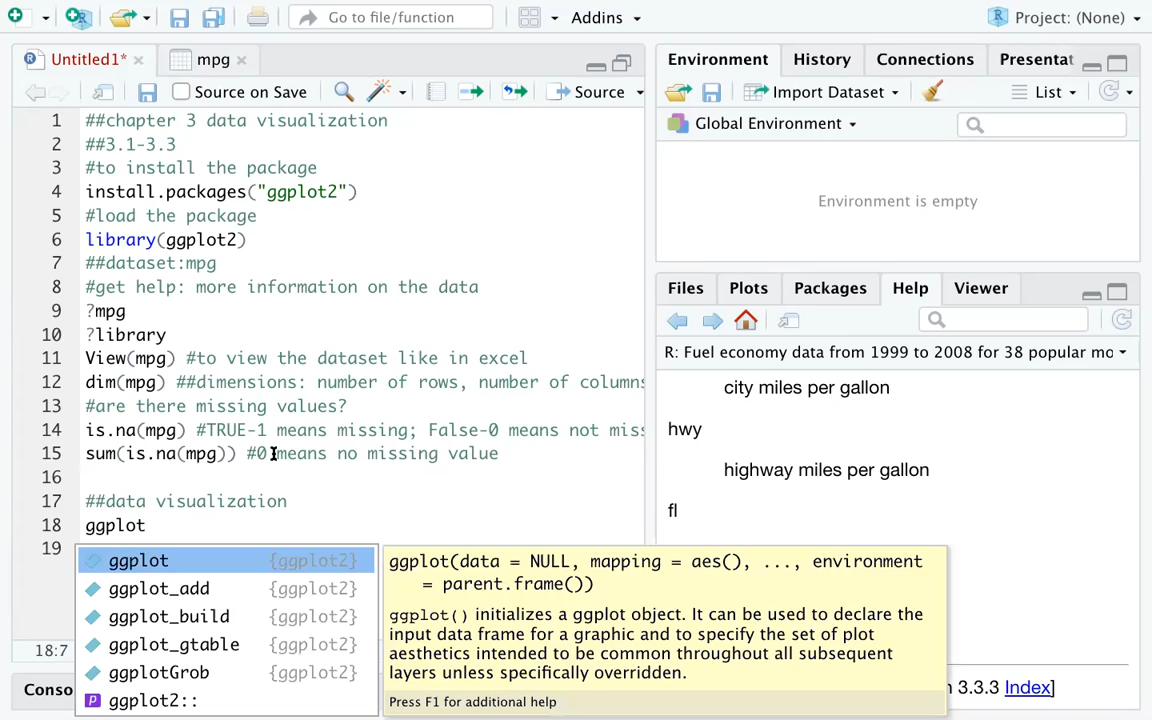 Go to file/function
Addins
Project: (None)
Untitled1*
mpg
Source on Save
Source
1 ##chapter 3 data visualization
2 ##3.1-3.3
3 #to install the package
4 install.packages("ggplot2")
5 #load the package
6 library(ggplot2)
7 ##dataset:mpg
8 #get help: more information on the data
9 ?mpg
10 ?library
11 View(mpg) #to view the dataset like in excel
12 dim(mpg) ##dimensions: number of rows, number of columns
13 #are there missing values?
14 is.na(mpg) #TRUE-1 means missing; False-0 means not miss
15 sum(is.na(mpg)) #0 means no missing value
16
17 ##data visualization
18 ggplot
19
ggplot {ggplot2}
ggplot_add {ggplot2}
ggplot_build {ggplot2}
ggplot_gtable {ggplot2}
ggplotGrob {ggplot2}
ggplot2::
ggplot(data = NULL, mapping = aes(), ..., environment
= parent.frame())
ggplot() initializes a ggplot object. It can be used to declare the
input data frame for a graphic and to specify the set of plot
aesthetics intended to be common throughout all subsequent
layers unless specifically overridden.
Press F1 for additional help
18:7
Conso
Environment
History
Connections
Presentat
Import Dataset
List
Global Environment
Environment is empty
Files
Plots
Packages
Help
Viewer
R: Fuel economy data from 1999 to 2008 for 38 popular mo
city miles per gallon
hwy
highway miles per gallon
fl
n 3.3.3 Index]